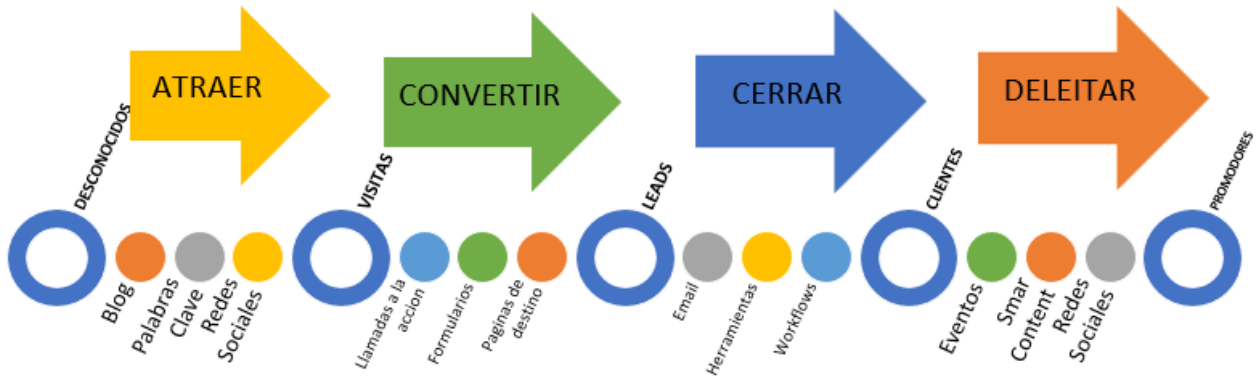 ATRAER
CONVERTIR
CERRAR
DELEITAR
DESCONOCIDOS
VISITAS
LEADS
CLIENTES
PROMODORES
Blog
Palabras
Clave
Redes
Sociales
Llamadas a la
accion
Formularios
Paginas de
destino
Email
Herramientas
Workflows
Eventos
Smar
Content
Redes
Sociales